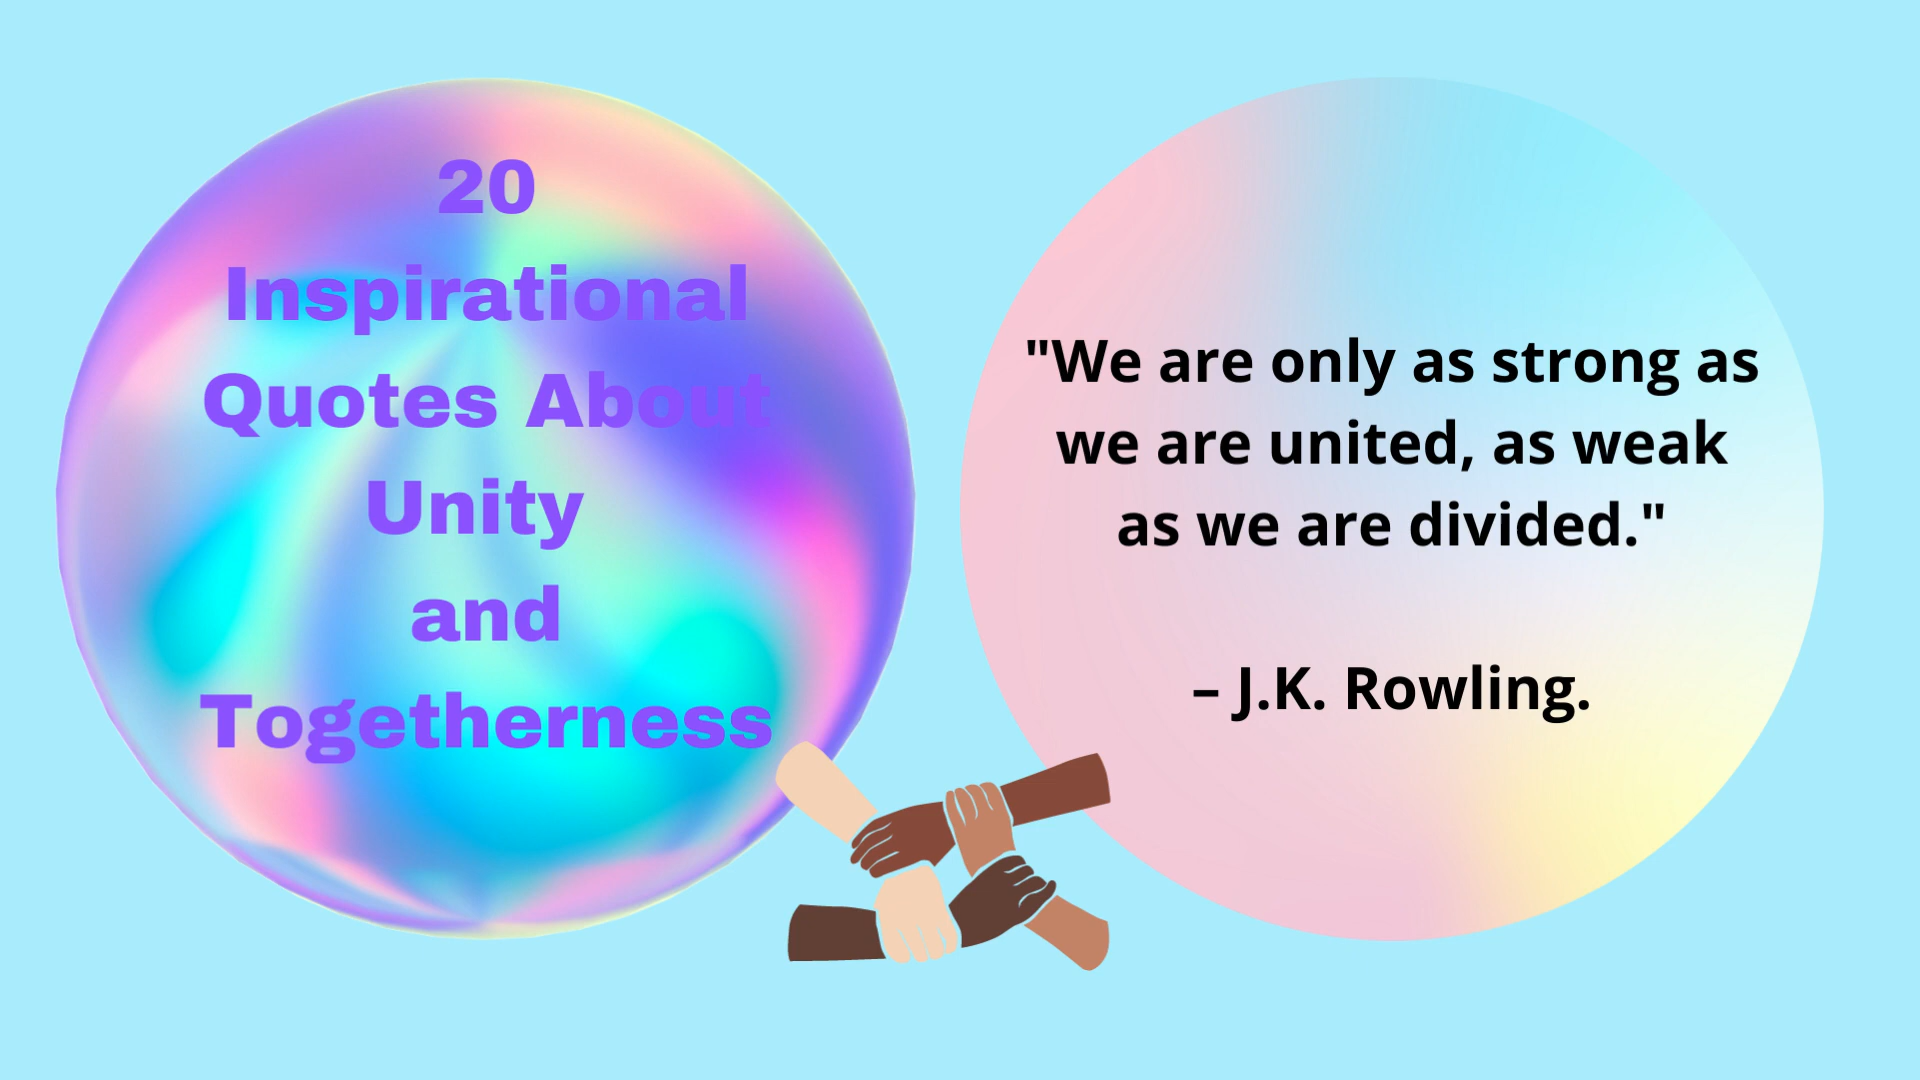 20
Inspirational
Quotes About
Unity
and
Togetherness
"We are only as strong as
we are united, as weak
as we are divided."
– J.K. Rowling.